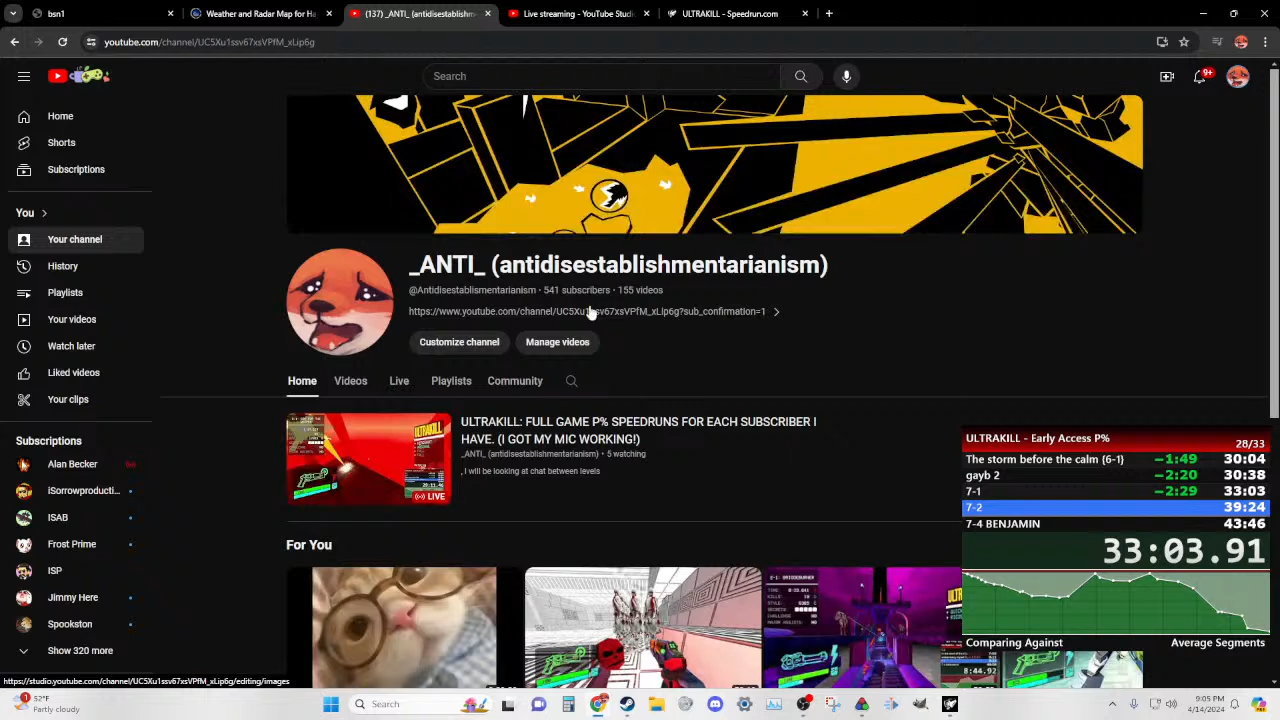 bsn1
Weather and Radar Map for Ha
(137) _ANTI_ (antidisestablishm
Live streaming - YouTube Studi
ULTRAKILL - Speedrun.com
youtube.com/channel/UC5Xu1ssv67xsVPfM_xLip6g
Search
9+
Home
Shorts
Subscriptions
You
Your channel
History
Playlists
Your videos
Watch later
Liked videos
Your clips
Subscriptions
Alan Becker
iSorrowproducti...
ISAB
Frost Prime
ISP
Jimmy Here
Spiration
Show 320 more
_ANTI_ (antidisestablishmentarianism)
@Antidisestablismentarianism · 541 subscribers · 155 videos
https://www.youtube.com/channel/UC5Xu1ssv67xsVPfM_xLip6g?sub_confirmation=1
Customize channel
Manage videos
Home
Videos
Live
Playlists
Community
LIVE
ULTRAKILL: FULL GAME P% SPEEDRUNS FOR EACH SUBSCRIBER I
HAVE. (I GOT MY MIC WORKING!)
_ANTI_ (antidisestablishmentarianism) • 5 watching
, I will be looking at chat between levels
For You
ULTRAKILL - Early Access P% 28/33
The storm before the calm (6-1) −1:49 30:04
gayb 2 −2:20 30:38
7-1 −2:29 33:03
7-2 39:24
7-4 BENJAMIN 43:46
33:03.91
Comparing Against Average Segments
https://studio.youtube.com/channel/UC5Xu1ssv67xsVPfM_xLip6g/editing/images
1
52°F
Partly cloudy
Search
9:05 PM
4/14/2024